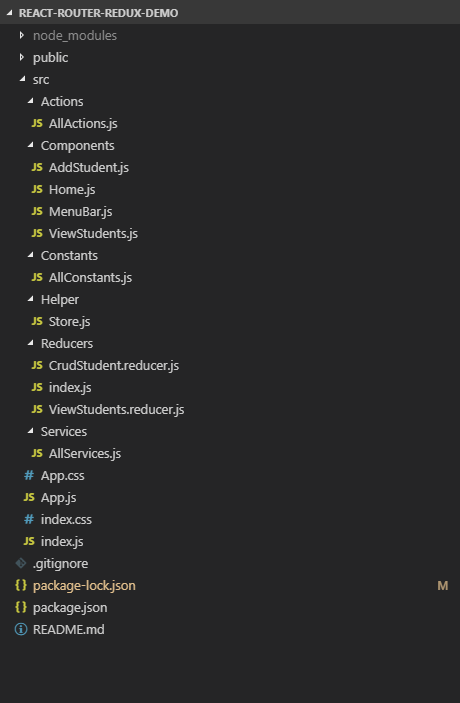 REACT-ROUTER-REDUX-DEMO
node_modules
public
src
Actions
JS AllActions.js
Components
JS AddStudent.js
JS Home.js
JS MenuBar.js
JS ViewStudents.js
Constants
JS AllConstants.js
Helper
JS Store.js
Reducers
JS CrudStudent.reducer.js
JS index.js
JS ViewStudents.reducer.js
Services
JS AllServices.js
# App.css
JS App.js
# index.css
JS index.js
.gitignore
{} package-lock.json M
{} package.json
README.md